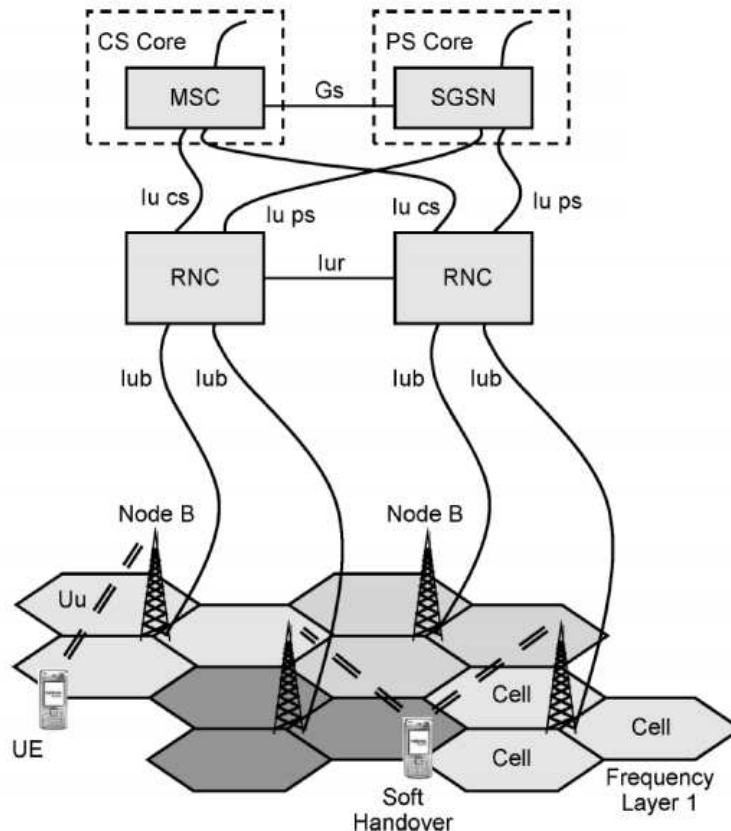 CS Core
PS Core
MSC
Gs
SGSN
Iu cs
Iu ps
Iu cs
Iu ps
RNC
Iur
RNC
Iub
Iub
Iub
Iub
Node B
Node B
Uu
Cell
Cell
Cell
UE
Soft
Handover
Frequency
Layer 1